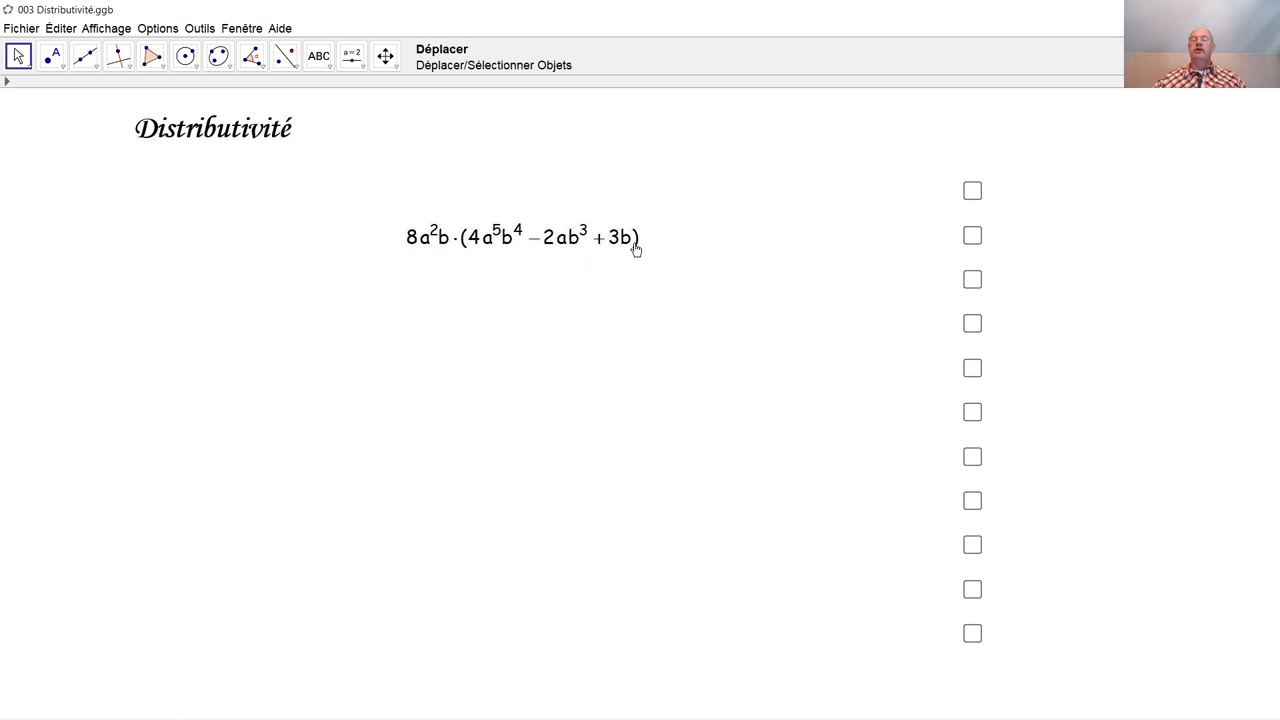 003 Distributivité.ggb
Fichier Éditer Affichage Options Outils Fenêtre Aide
A
α
ABC
a=2
Déplacer
Déplacer/Sélectionner Objets
Distributivité
8a²b·(4a⁵b⁴ – 2ab³ + 3b)